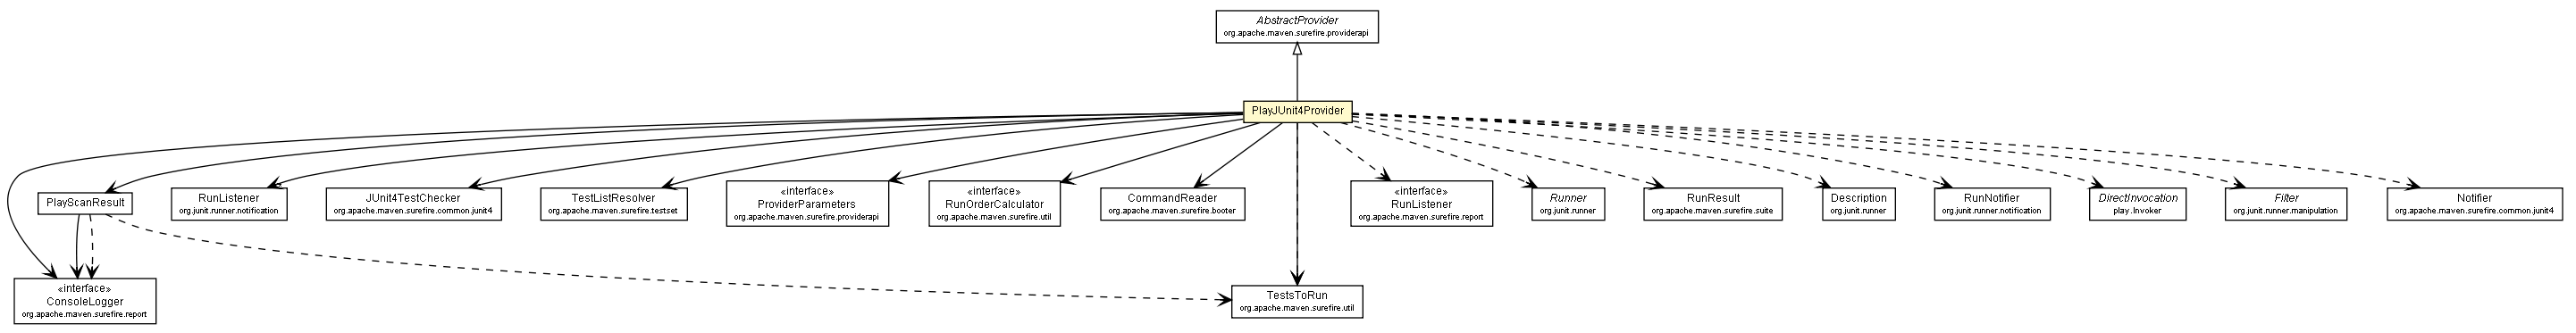 AbstractProvider
org.apache.maven.surefire.providerapi
PlayJUnit4Provider
PlayScanResult
RunListener
org.junit.runner.notification
JUnit4TestChecker
org.apache.maven.surefire.common.junit4
TestListResolver
org.apache.maven.surefire.testset
«interface»
ProviderParameters
org.apache.maven.surefire.providerapi
«interface»
RunOrderCalculator
org.apache.maven.surefire.util
CommandReader
org.apache.maven.surefire.booter
«interface»
RunListener
org.apache.maven.surefire.report
Runner
org.junit.runner
RunResult
org.apache.maven.surefire.suite
Description
org.junit.runner
RunNotifier
org.junit.runner.notification
DirectInvocation
play.Invoker
Filter
org.junit.runner.manipulation
Notifier
org.apache.maven.surefire.common.junit4
«interface»
ConsoleLogger
org.apache.maven.surefire.report
TestsToRun
org.apache.maven.surefire.util